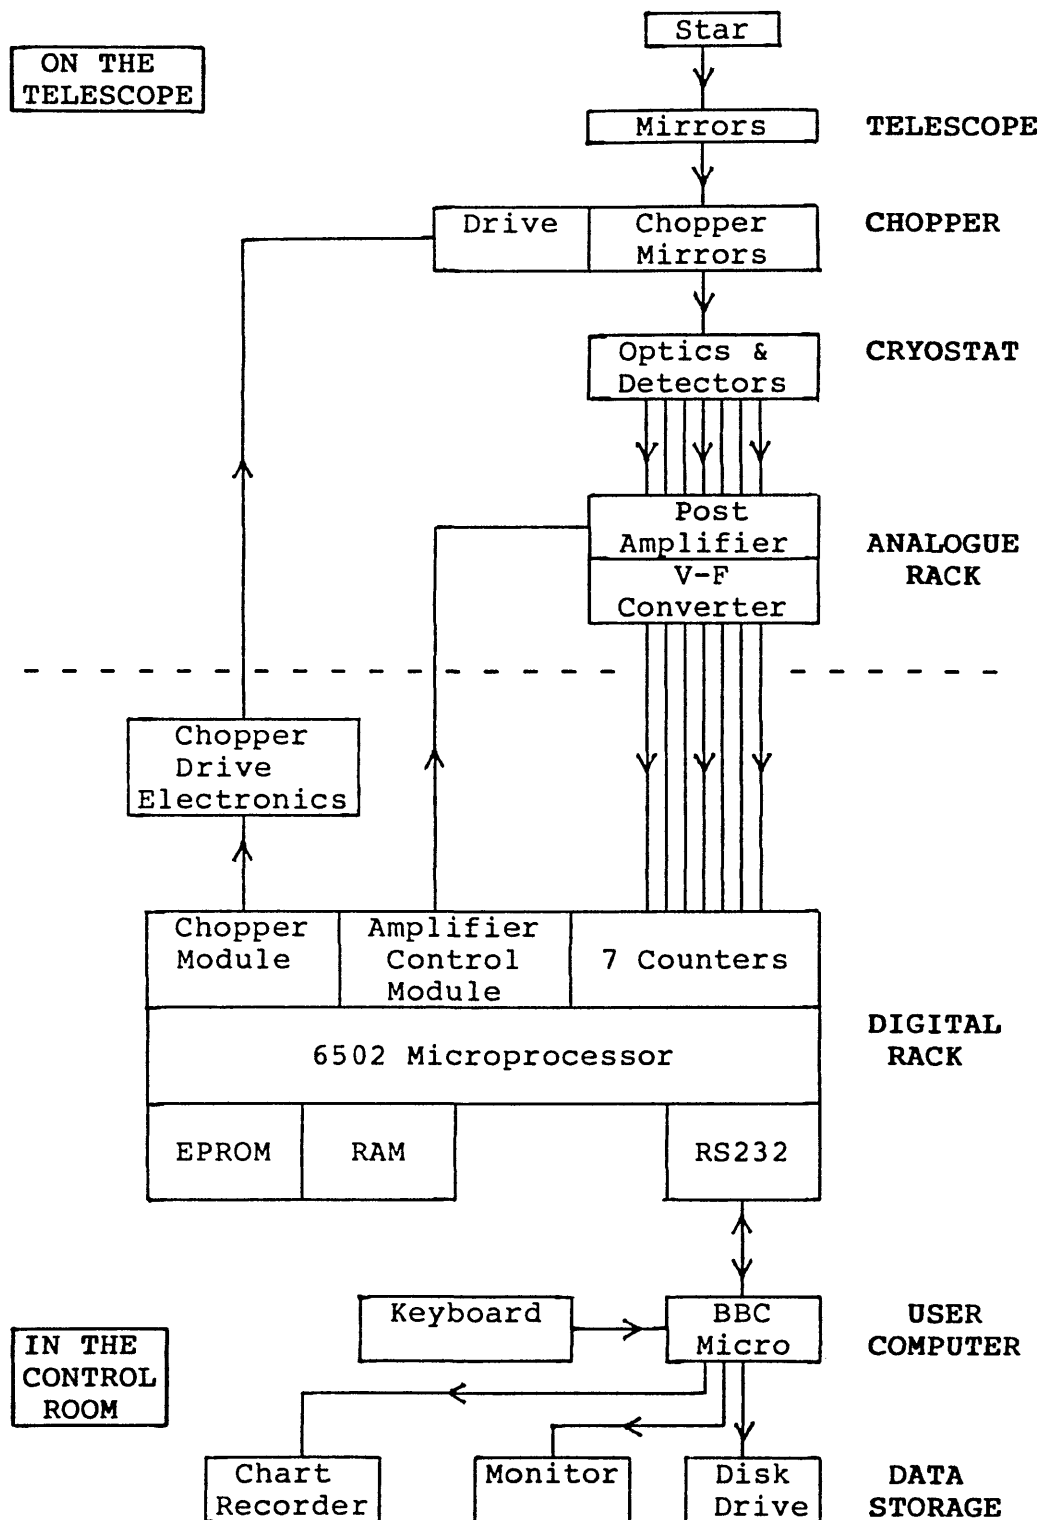 Star
ON THE
TELESCOPE
Mirrors
TELESCOPE
Drive
Chopper
Mirrors
CHOPPER
Optics &
Detectors
CRYOSTAT
Post
Amplifier
V-F
Converter
ANALOGUE
RACK
Chopper
Drive
Electronics
Chopper
Module
Amplifier
Control
Module
7 Counters
6502 Microprocessor
DIGITAL
RACK
EPROM
RAM
RS232
Keyboard
BBC
Micro
USER
COMPUTER
IN THE
CONTROL
ROOM
Chart
Recorder
Monitor
Disk
Drive
DATA
STORAGE